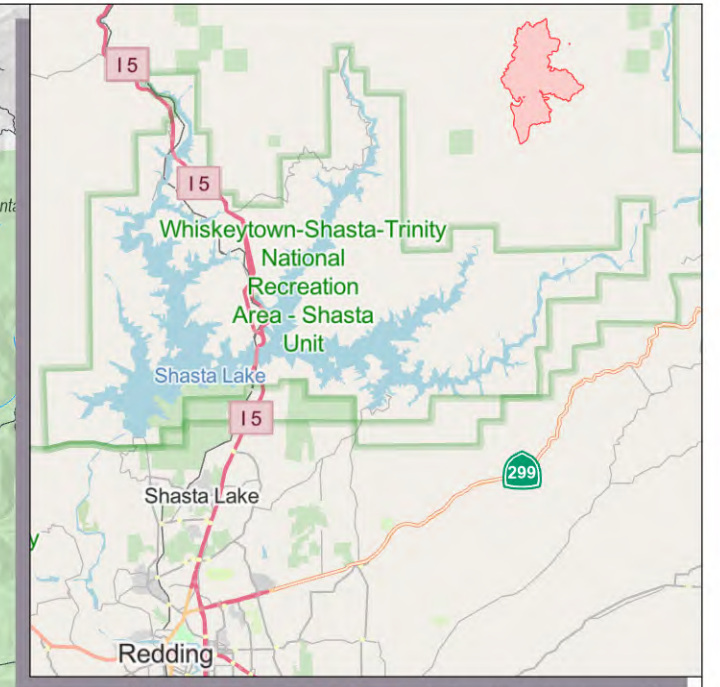 I 5
I 5
Whiskeytown-Shasta-Trinity
National
Recreation
Area - Shasta
Unit
Shasta Lake
I 5
299
Shasta Lake
Redding